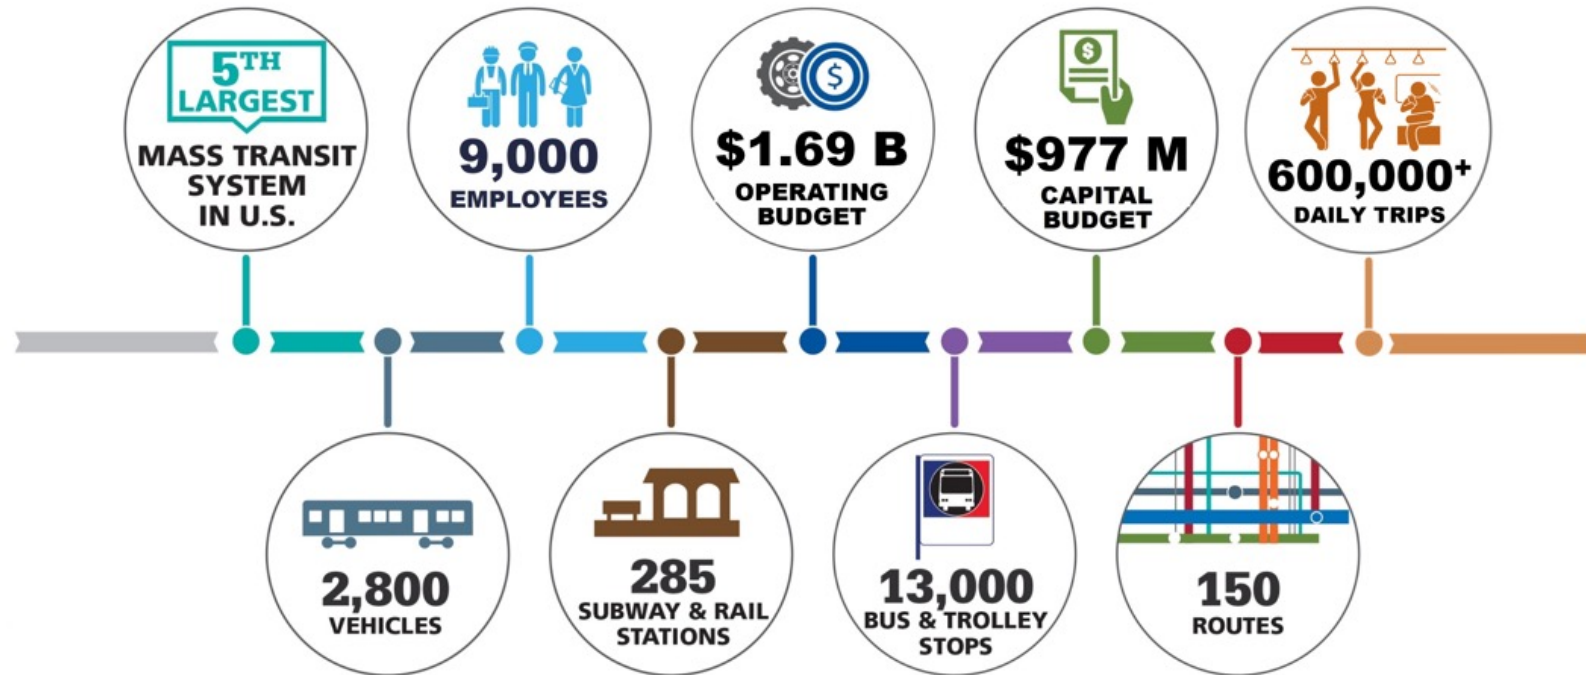 5TH
LARGEST
MASS TRANSIT
SYSTEM
IN U.S.
9,000
EMPLOYEES
$
$1.69 B
OPERATING
BUDGET
$
$977 M
CAPITAL
BUDGET
600,000+
DAILY TRIPS
2,800
VEHICLES
285
SUBWAY & RAIL
STATIONS
13,000
BUS & TROLLEY
STOPS
150
ROUTES